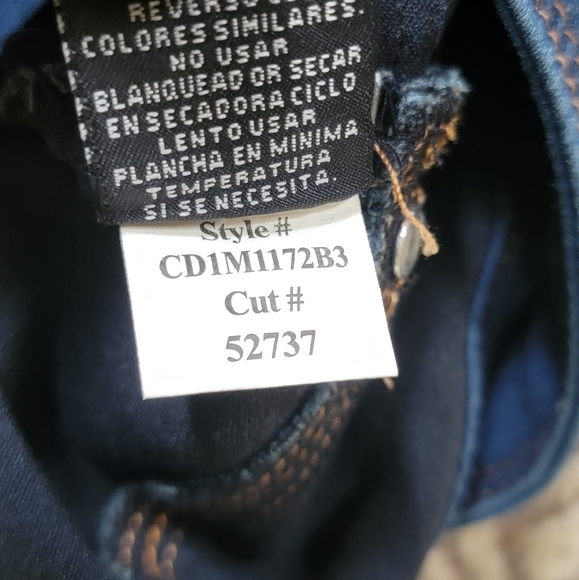 REVERSO
COLORES SIMILARES.
NO USAR
BLANQUEADOR SECAR
EN SECADORA CICLO
LENTO USAR
PLANCHA EN MINIMA
TEMPERATURA
SI SE NECESITA.
Style #
CD1M1172B3
Cut #
52737